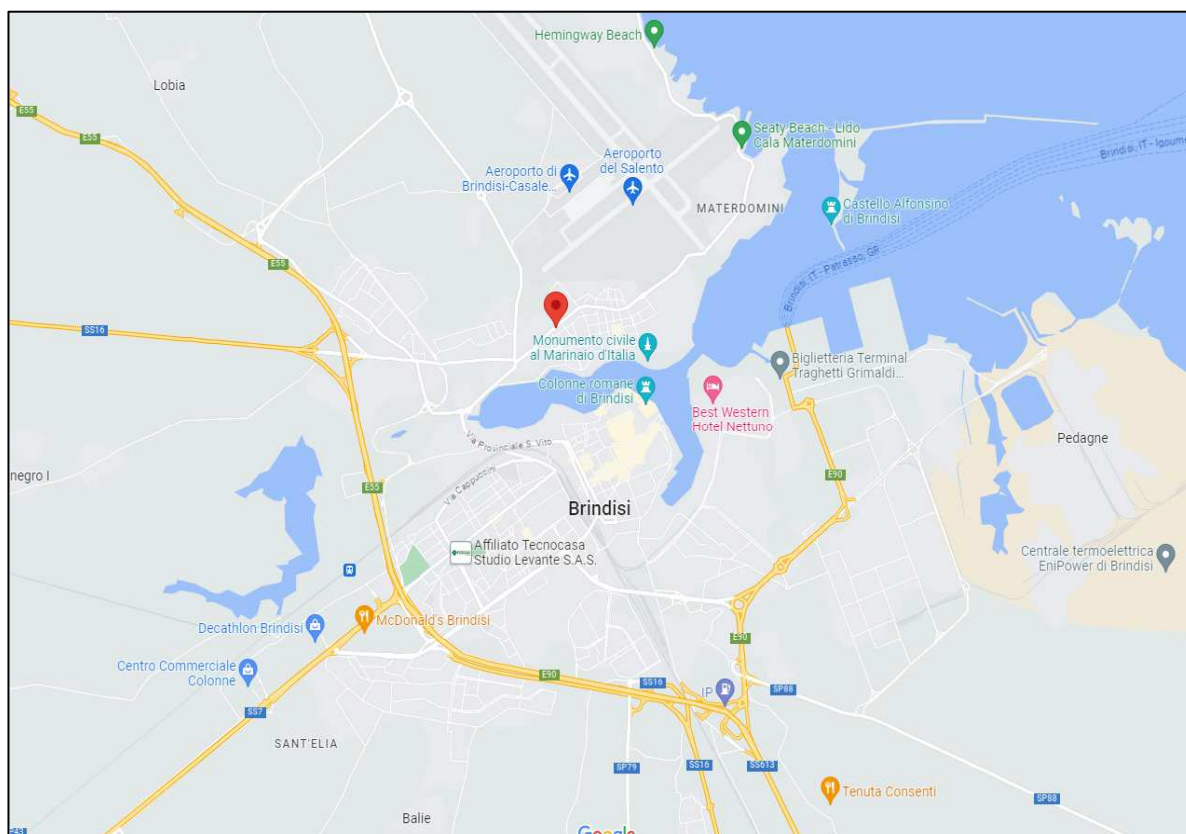 Hemingway Beach
Lobia
E55
E55
Seaty Beach - Lido
Cala Materdomini
Aeroporto
del Salento
Aeroporto di
Brindisi-Casale...
Brindisi, IT - Igoume
MATERDOMINI
Castello Alfonsino
di Brindisi
E55
Brindisi, IT - Patrasso, GR
SS16
Monumento civile
al Marinaio d'Italia
Biglietteria Terminal
Traghetti Grimaldi...
Colonne romane
di Brindisi
Best Western
Hotel Nettuno
Via Provinciale S. Vito
Pedagne
Via Cappuccini
negro I
E90
E55
Brindisi
Affiliato Tecnocasa
Studio Levante S.A.S.
Centrale termoelettrica
EniPower di Brindisi
McDonald's Brindisi
Decathlon Brindisi
E90
Centro Commerciale
Colonne
E90
SS16
IP
SP88
SS7
SANT'ELIA
SP79
SS16
SS613
Tenuta Consenti
SP88
Balie
P43
Google